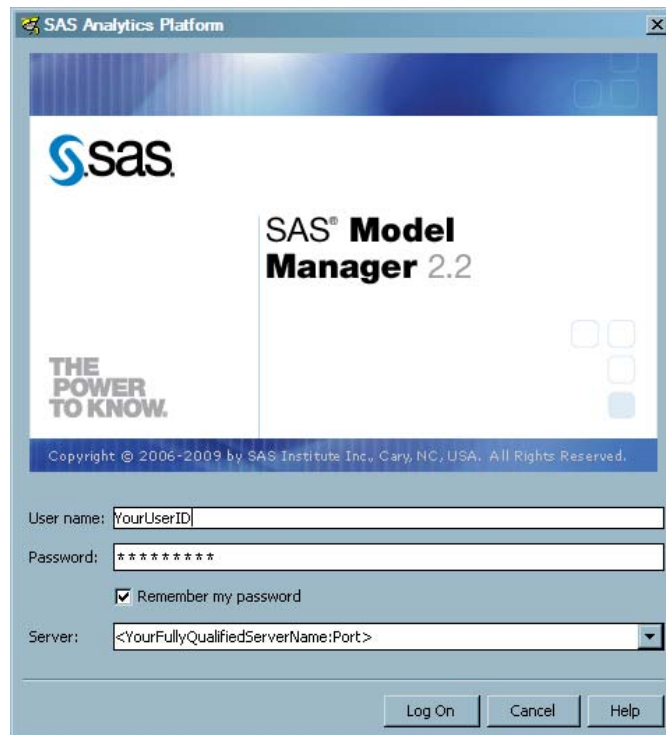 SAS Analytics Platform
sas.
SAS® Model
Manager 2.2
THE
POWER
TO KNOW.
Copyright © 2006-2009 by SAS Institute Inc., Cary, NC, USA. All Rights Reserved.
User name: YourUserID
Password: *********
Remember my password
Server: <YourFullyQualifiedServerName:Port>
Log On Cancel Help